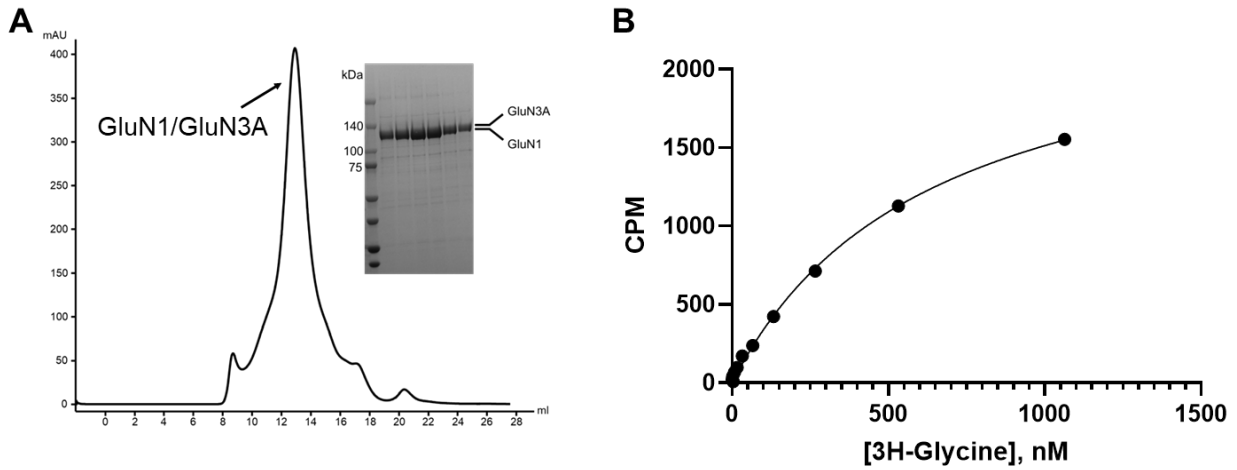 A
B
mAU
400
350
300
250
200
150
100
50
0
0 2 4 6 8 10 12 14 16 18 20 22 24 26 28 ml
GluN1/GluN3A
kDa
140
100
75
GluN3A
GluN1
2000
1500
1000
500
0
CPM
0 500 1000 1500
[3H-Glycine], nM